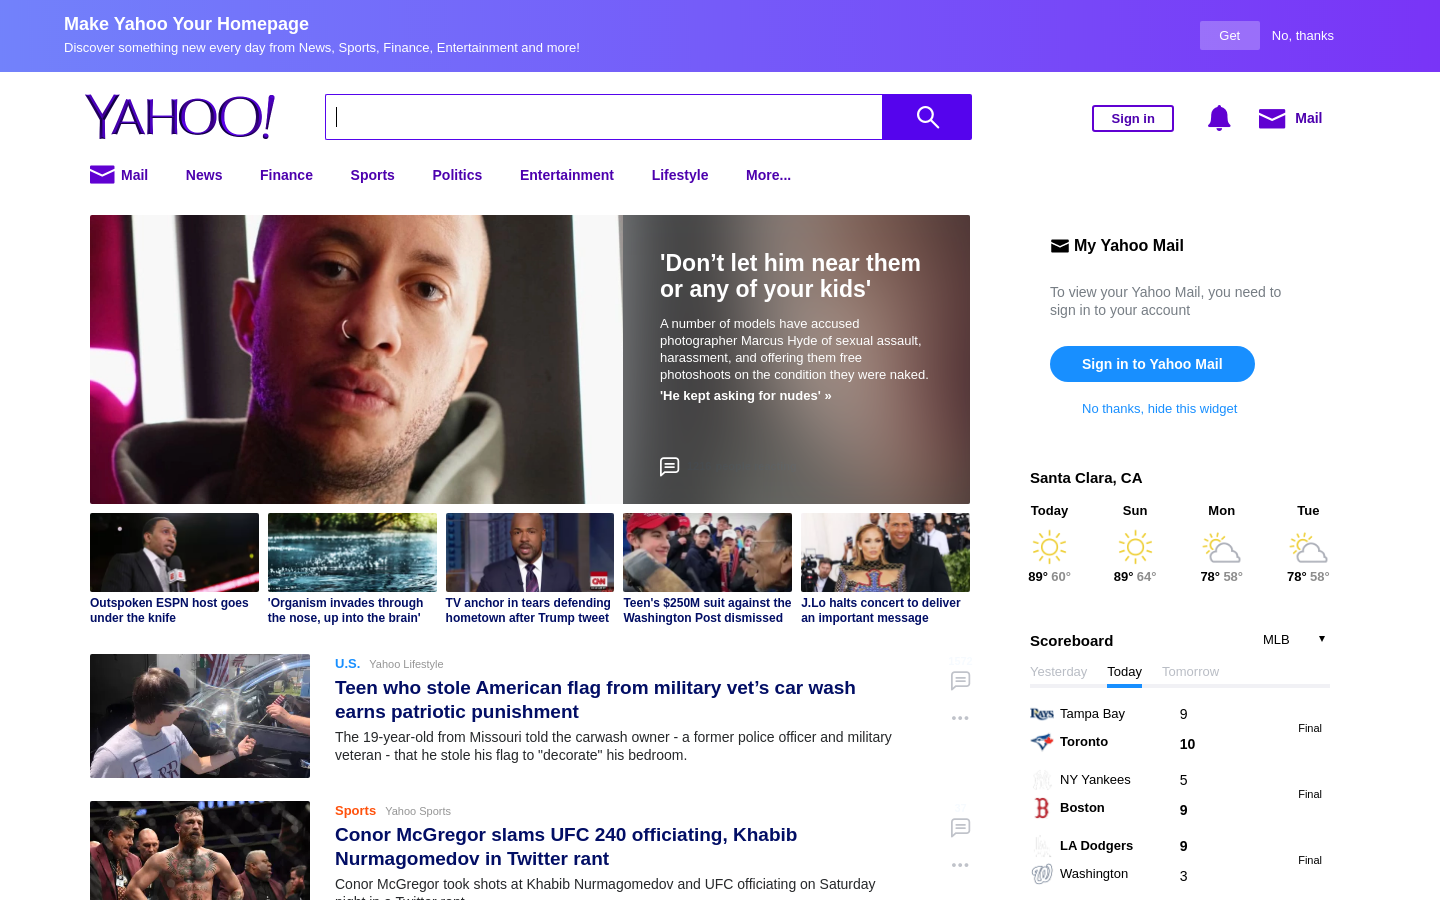 Make Yahoo Your Homepage
Discover something new every day from News, Sports, Finance, Entertainment and more!
Get
No, thanks
YAHOO!
Sign in
Mail
Mail
News
Finance
Sports
Politics
Entertainment
Lifestyle
More...
'Don’t let him near them
or any of your kids'
A number of models have accused
photographer Marcus Hyde of sexual assault,
harassment, and offering them free
photoshoots on the condition they were naked.
'He kept asking for nudes' »
CNN
Outspoken ESPN host goes
under the knife
'Organism invades through
the nose, up into the brain'
TV anchor in tears defending
hometown after Trump tweet
Teen's $250M suit against the
Washington Post dismissed
J.Lo halts concert to deliver
an important message
U.S.
Yahoo Lifestyle
Teen who stole American flag from military vet’s car wash
earns patriotic punishment
The 19-year-old from Missouri told the carwash owner - a former police officer and military
veteran - that he stole his flag to "decorate" his bedroom.
Sports
Yahoo Sports
Conor McGregor slams UFC 240 officiating, Khabib
Nurmagomedov in Twitter rant
Conor McGregor took shots at Khabib Nurmagomedov and UFC officiating on Saturday
night in a Twitter rant
My Yahoo Mail
To view your Yahoo Mail, you need to
sign in to your account
Sign in to Yahoo Mail
No thanks, hide this widget
Santa Clara, CA
Today
Sun
Mon
Tue
89° 60°
89° 64°
78° 58°
78° 58°
Scoreboard
MLB
Yesterday
Today
Tomorrow
Rays
Tampa Bay
9
Final
Toronto
10
NY Yankees
5
Final
B
Boston
9
LA Dodgers
9
Final
W
Washington
3